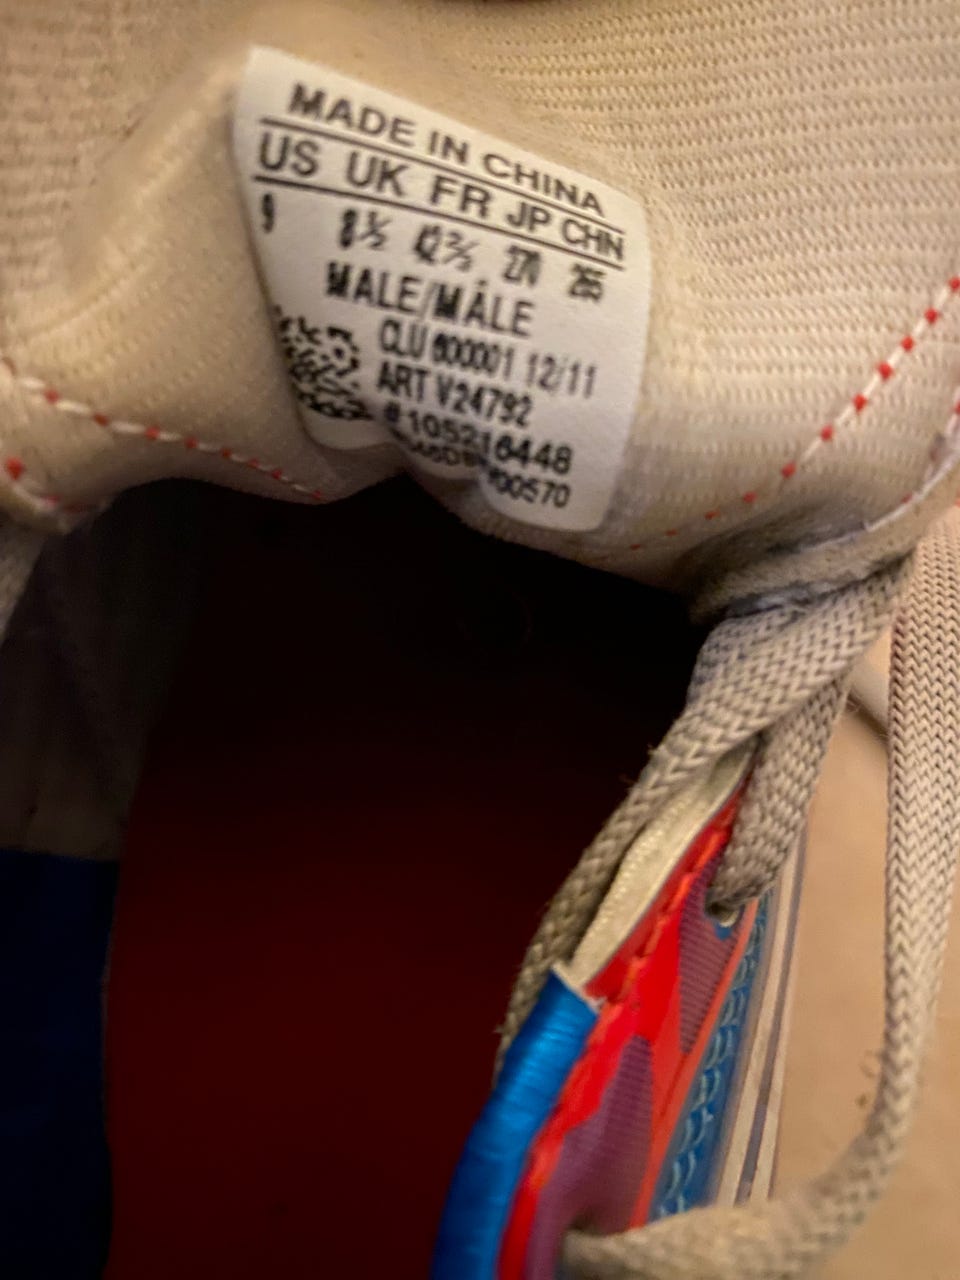 MADE IN CHINA
US UK FR JP CHN
9 8½ 42⅔ 270 265
MALE/MÂLE
CLU 600001 12/11
ART V24792
#105216448
00570